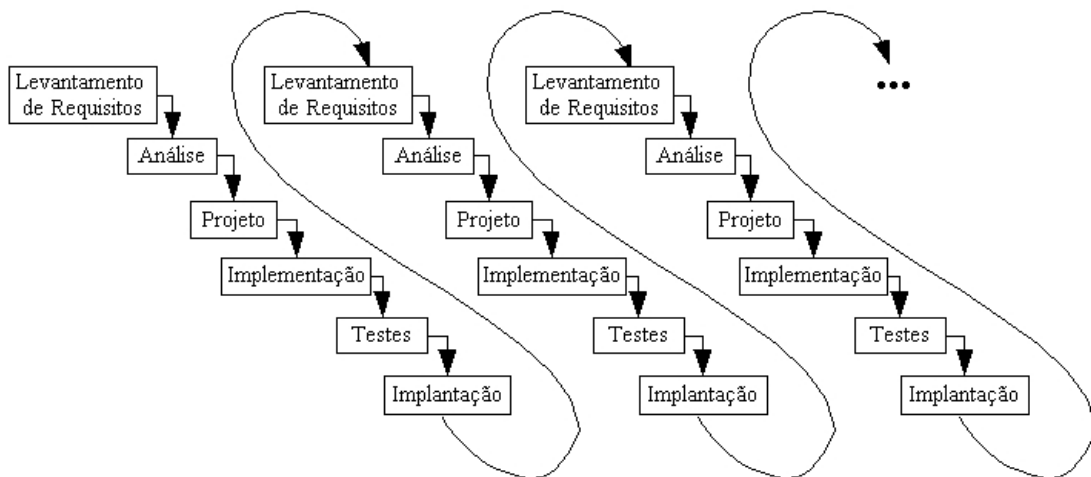 Levantamento
de Requisitos
Análise
Projeto
Implementação
Testes
Implantação
Levantamento
de Requisitos
Análise
Projeto
Implementação
Testes
Implantação
Levantamento
de Requisitos
Análise
Projeto
Implementação
Testes
Implantação
...